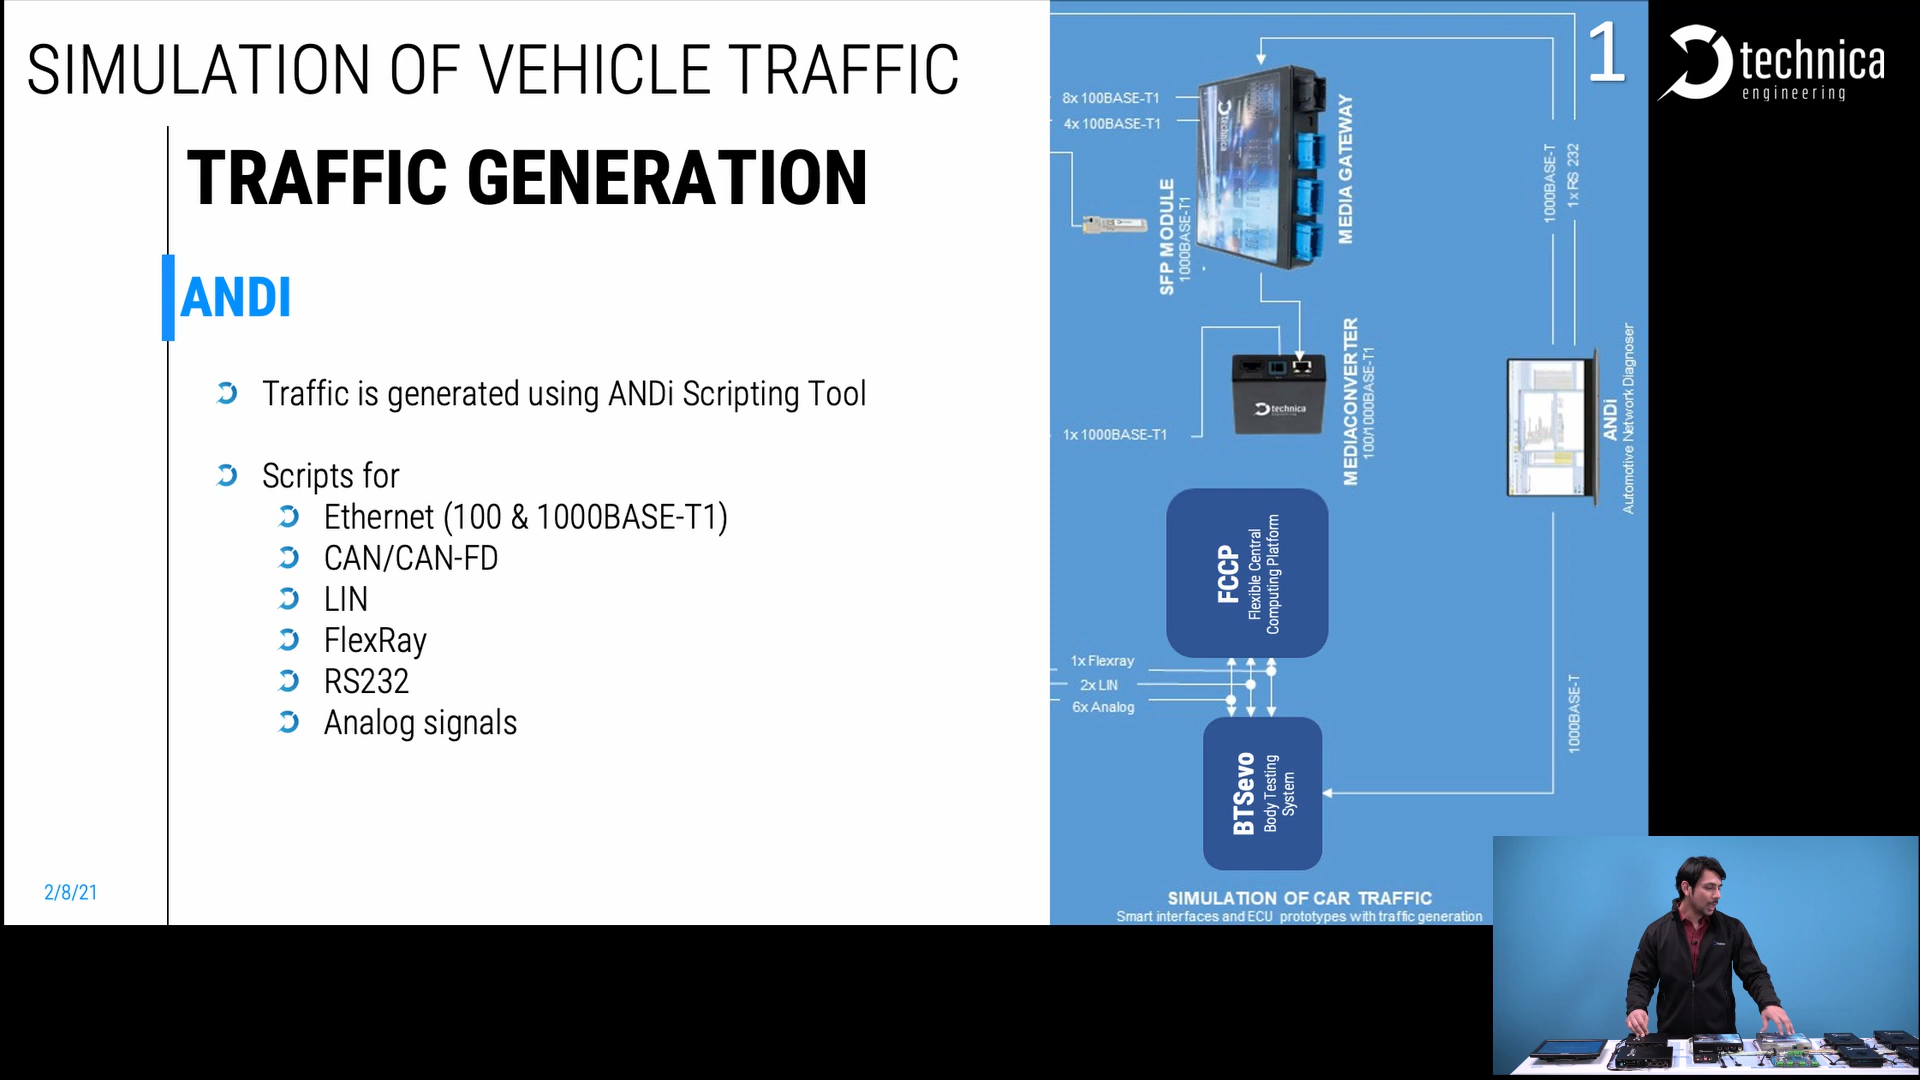 SIMULATION OF VEHICLE TRAFFIC
TRAFFIC GENERATION
ANDI
Traffic is generated using ANDi Scripting Tool
Scripts for
Ethernet (100 & 1000BASE-T1)
CAN/CAN-FD
LIN
FlexRay
RS232
Analog signals
2/8/21
1
8x 100BASE-T1
4x 100BASE-T1
SFP MODULE
1000BASE-T1
technica
MEDIA GATEWAY
1000BASE-T
1x RS 232
MEDIACONVERTER
100/1000BASE-T1
technica
1x 1000BASE-T1
ANDi
Automotive Network Diagnoser
FCCP
Flexible Central
Computing Platform
1x Flexray
2x LIN
6x Analog
BTSevo
Body Testing
System
1000BASE-T
SIMULATION OF CAR TRAFFIC
Smart interfaces and ECU prototypes with traffic generation
technica
engineering